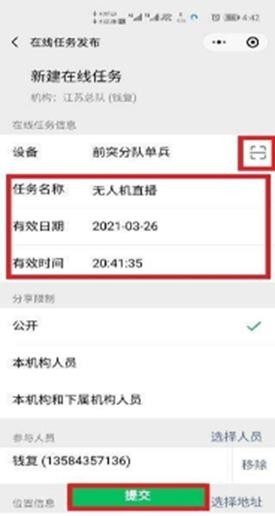 4:42
在线任务发布
新建在线任务
机构：江苏总队 (钱复)
在线任务信息
设备 前突分队单兵
任务名称 无人机直播
有效日期 2021-03-26
有效时间 20:41:35
分享限制
公开
本机构人员
本机构和下属机构人员
参与人员 选择人员
钱复 (13584357136) 移除
位置信息 提交 选择地址